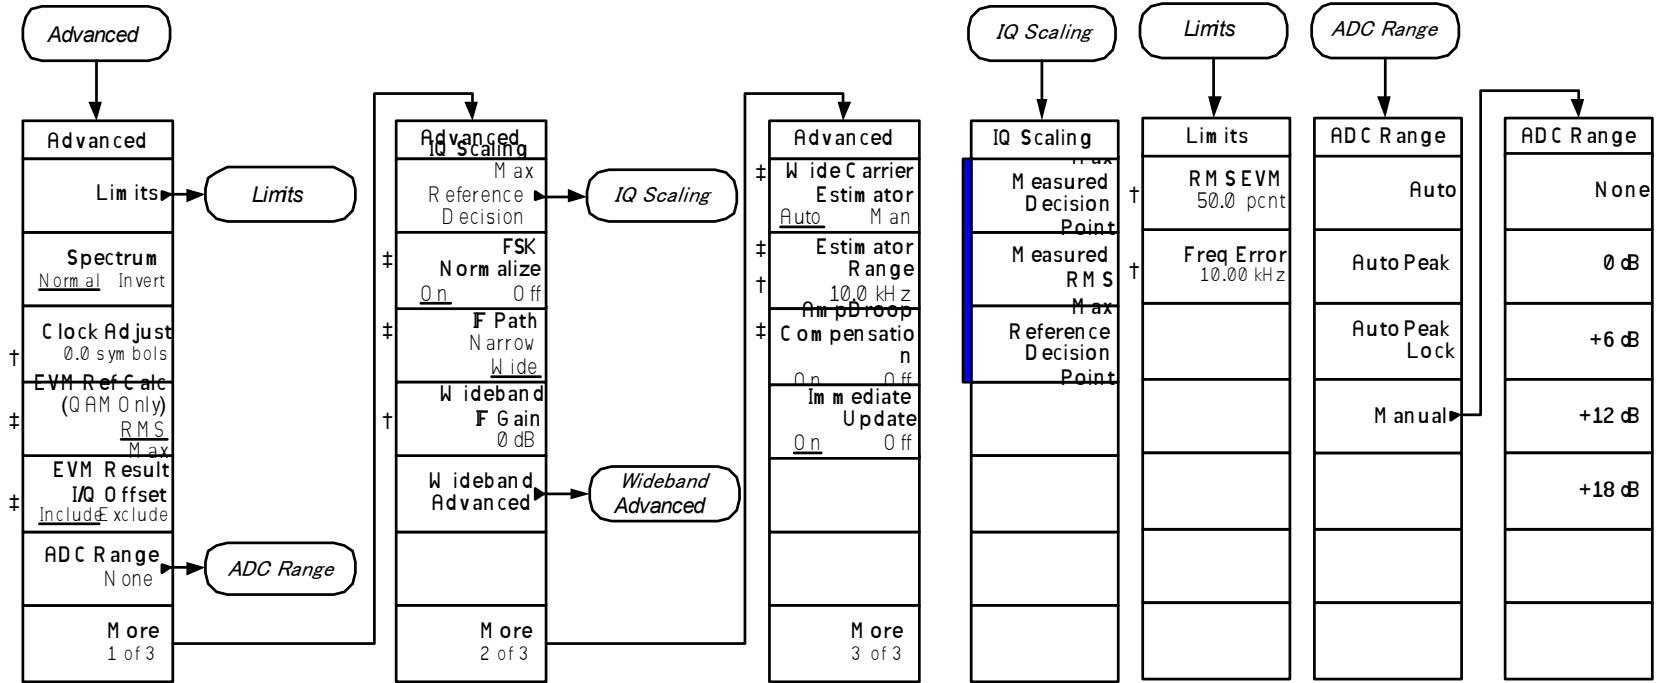 Advanced
Advanced
Limits
Limits
Spectrum
Normal Invert
Clock Adjust
† 0.0 symbols
EVM Ref Calc
(QAM Only)
‡ RMS
Max
EVM Result
I/Q Offset
‡ Include Exclude
ADC Range
None
ADC Range
More
1 of 3
Advanced
IQ Scaling
Max
Reference
Decision
IQ Scaling
FSK
‡ Normalize
On Off
‡ IF Path
Narrow
Wide
Wideband
† IF Gain
0 dB
Wideband
Advanced
Wideband
Advanced
More
2 of 3
Advanced
‡ Wide Carrier
Estimator
Auto Man
‡ Estimator
Range
† 10.0 kHz
Amp Droop
‡ Compensatio
n
On Off
Immediate
Update
On Off
More
3 of 3
IQ Scaling
IQ Scaling
Max
Measured
Decision
Point
Measured
RMS
Max
Reference
Decision
Point
Limits
Limits
RMS EVM
† 50.0 pcnt
Freq Error
† 10.00 kHz
ADC Range
ADC Range
Auto
Auto Peak
Auto Peak
Lock
Manual
ADC Range
None
0 dB
+6 dB
+12 dB
+18 dB